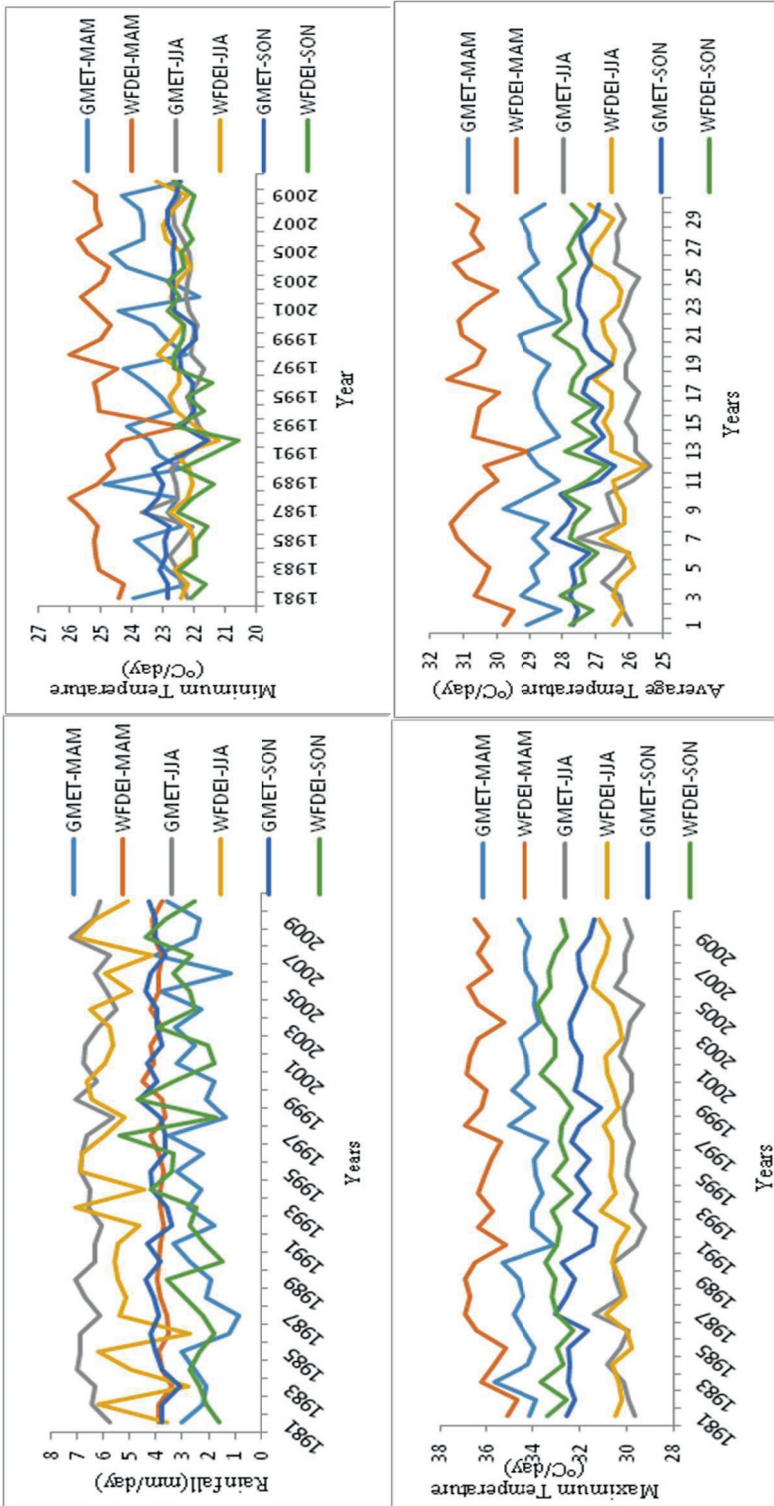 8
7
6
5
4
3
2
1
0
Rainfall(mm/day)
1981
1983
1985
1987
1989
1991
1993
1995
1997
1999
2001
2003
2005
2007
2009
Years
GMET-MAM
WFDEI-MAM
GMET-JJA
WFDEI-JJA
GMET-SON
WFDEI-SON
27
26
25
24
23
22
21
20
Minimum Temperature
(°C/day)
1981
1983
1985
1987
1989
1991
1993
1995
1997
1999
2001
2003
2005
2007
2009
Year
GMET-MAM
WFDEI-MAM
GMET-JJA
WFDEI-JJA
GMET-SON
WFDEI-SON
38
36
34
32
30
28
Maximum Temperature
(°C/day)
1981
1983
1985
1987
1989
1991
1993
1995
1997
1999
2001
2003
2005
2007
2009
Years
GMET-MAM
WFDEI-MAM
GMET-JJA
WFDEI-JJA
GMET-SON
WFDEI-SON
32
31
30
29
28
27
26
25
Average Temperature (°C/day)
1
3
5
7
9
11
13
15
17
19
21
23
25
27
29
Years
GMET-MAM
WFDEI-MAM
GMET-JJA
WFDEI-JJA
GMET-SON
WFDEI-SON